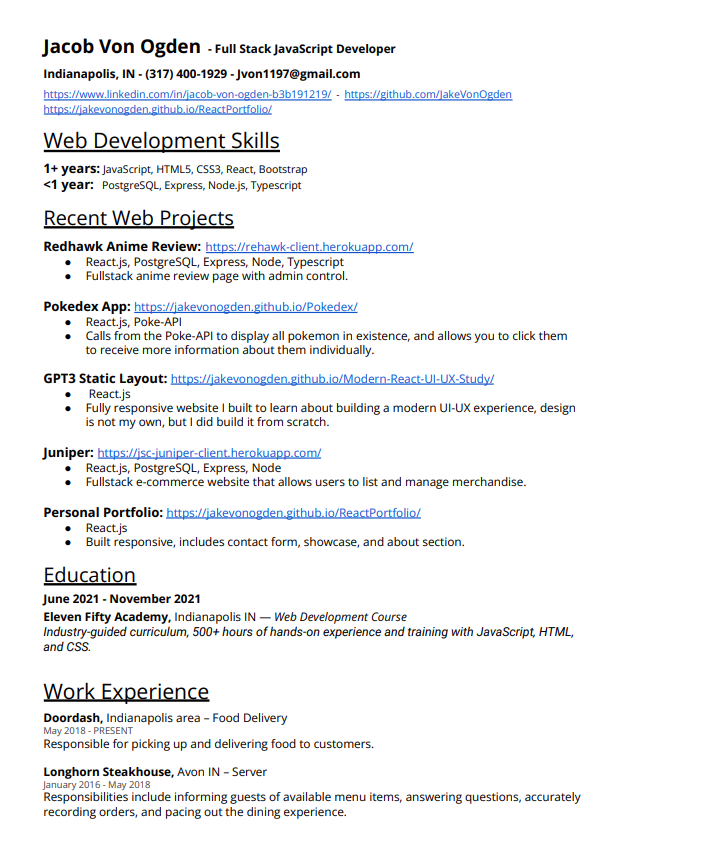 Jacob Von Ogden - Full Stack JavaScript Developer
Indianapolis, IN - (317) 400-1929 - Jvon1197@gmail.com
https://www.linkedin.com/in/jacob-von-ogden-b3b191219/ - https://github.com/JakeVonOgden
https://jakevonogden.github.io/ReactPortfolio/
Web Development Skills
1+ years: JavaScript, HTML5, CSS3, React, Bootstrap
<1 year: PostgreSQL, Express, Node.js, Typescript
Recent Web Projects
Redhawk Anime Review: https://rehawk-client.herokuapp.com/
● React.js, PostgreSQL, Express, Node, Typescript
● Fullstack anime review page with admin control.
Pokedex App: https://jakevonogden.github.io/Pokedex/
● React.js, Poke-API
● Calls from the Poke-API to display all pokemon in existence, and allows you to click them
to receive more information about them individually.
GPT3 Static Layout: https://jakevonogden.github.io/Modern-React-UI-UX-Study/
● React.js
● Fully responsive website I built to learn about building a modern UI-UX experience, design
is not my own, but I did build it from scratch.
Juniper: https://jsc-juniper-client.herokuapp.com/
● React.js, PostgreSQL, Express, Node
● Fullstack e-commerce website that allows users to list and manage merchandise.
Personal Portfolio: https://jakevonogden.github.io/ReactPortfolio/
● React.js
● Built responsive, includes contact form, showcase, and about section.
Education
June 2021 - November 2021
Eleven Fifty Academy, Indianapolis IN — Web Development Course
Industry-guided curriculum, 500+ hours of hands-on experience and training with JavaScript, HTML,
and CSS.
Work Experience
Doordash, Indianapolis area – Food Delivery
May 2018 - PRESENT
Responsible for picking up and delivering food to customers.
Longhorn Steakhouse, Avon IN – Server
January 2016 - May 2018
Responsibilities include informing guests of available menu items, answering questions, accurately
recording orders, and pacing out the dining experience.